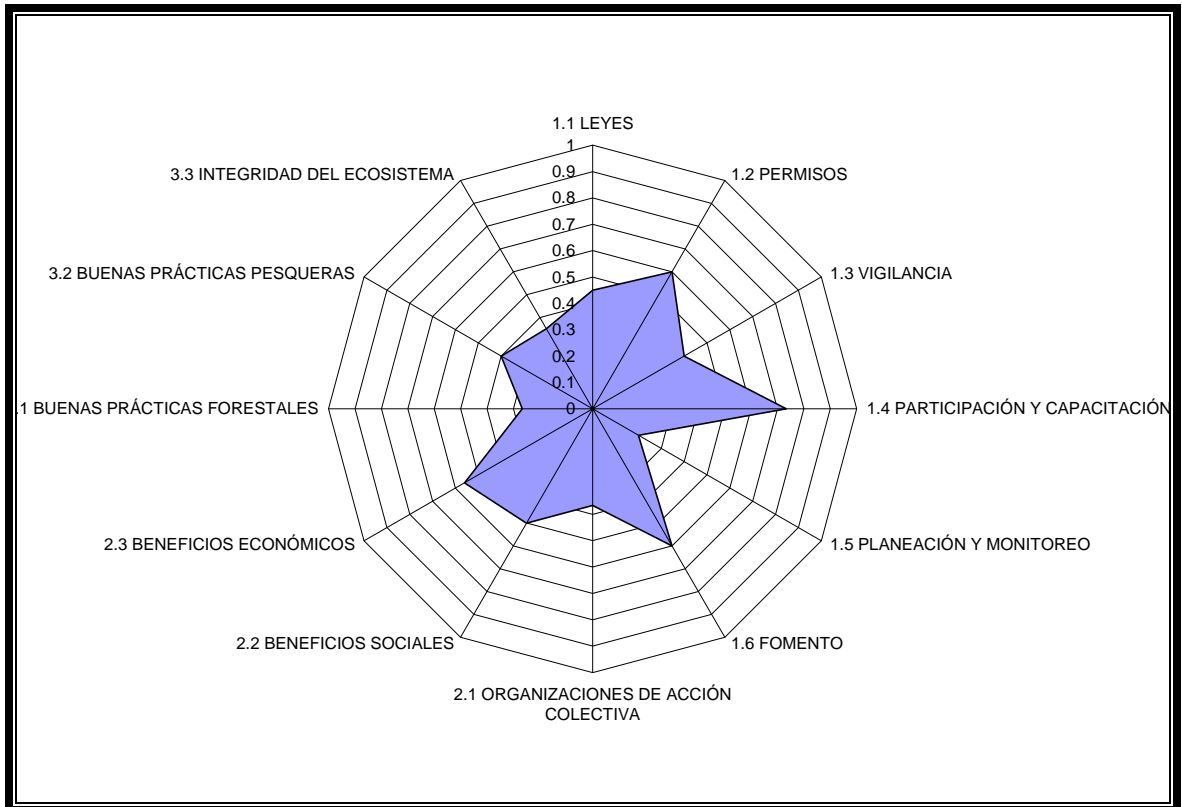 1.1 LEYES
1
0.9
0.8
0.7
0.6
0.5
0.4
0.3
0.2
0.1
0
1.2 PERMISOS
1.3 VIGILANCIA
1.4 PARTICIPACIÓN Y CAPACITACIÓN
1.5 PLANEACIÓN Y MONITOREO
1.6 FOMENTO
2.1 ORGANIZACIONES DE ACCIÓN
COLECTIVA
2.2 BENEFICIOS SOCIALES
2.3 BENEFICIOS ECONÓMICOS
.1 BUENAS PRÁCTICAS FORESTALES
3.2 BUENAS PRÁCTICAS PESQUERAS
3.3 INTEGRIDAD DEL ECOSISTEMA